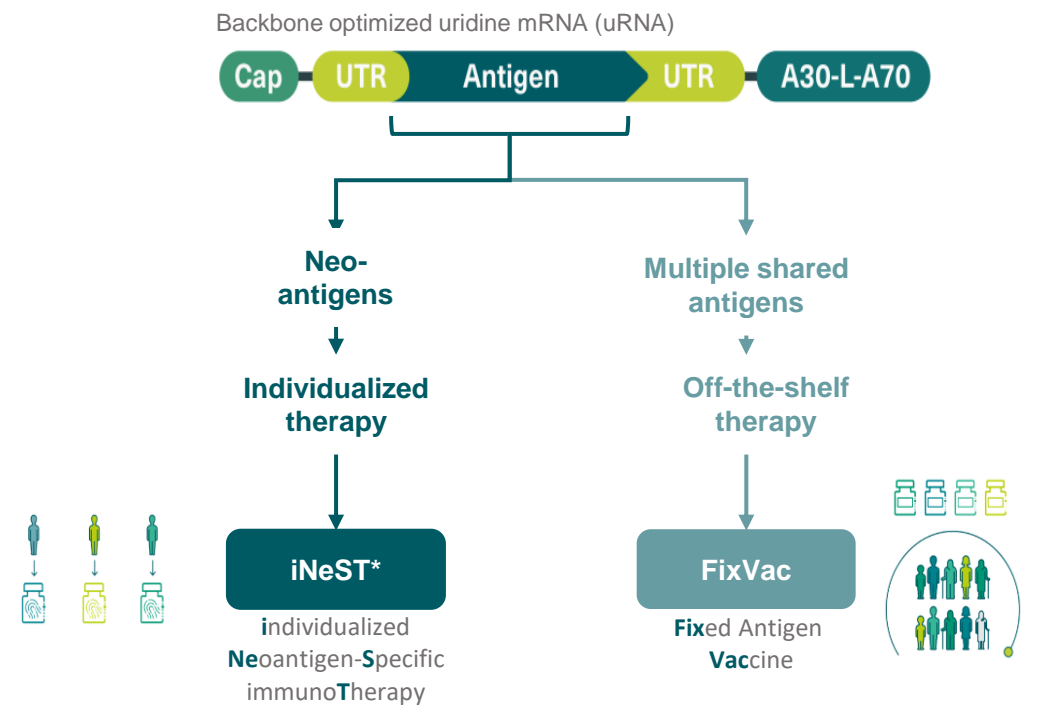 Backbone optimized uridine mRNA (uRNA)
Cap UTR Antigen UTR A30-L-A70
Neo-
antigens
Individualized
therapy
iNeST*
individualized
Neoantigen-Specific
immunoTherapy
Multiple shared
antigens
Off-the-shelf
therapy
FixVac
Fixed Antigen
Vaccine